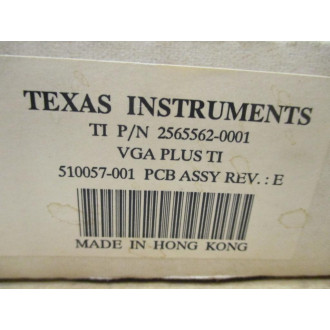 TEXAS INSTRUMENTS
TI P/N 2565562-0001
VGA PLUS TI
510057-001 PCB ASSY REV. : E
MADE IN HONG KONG